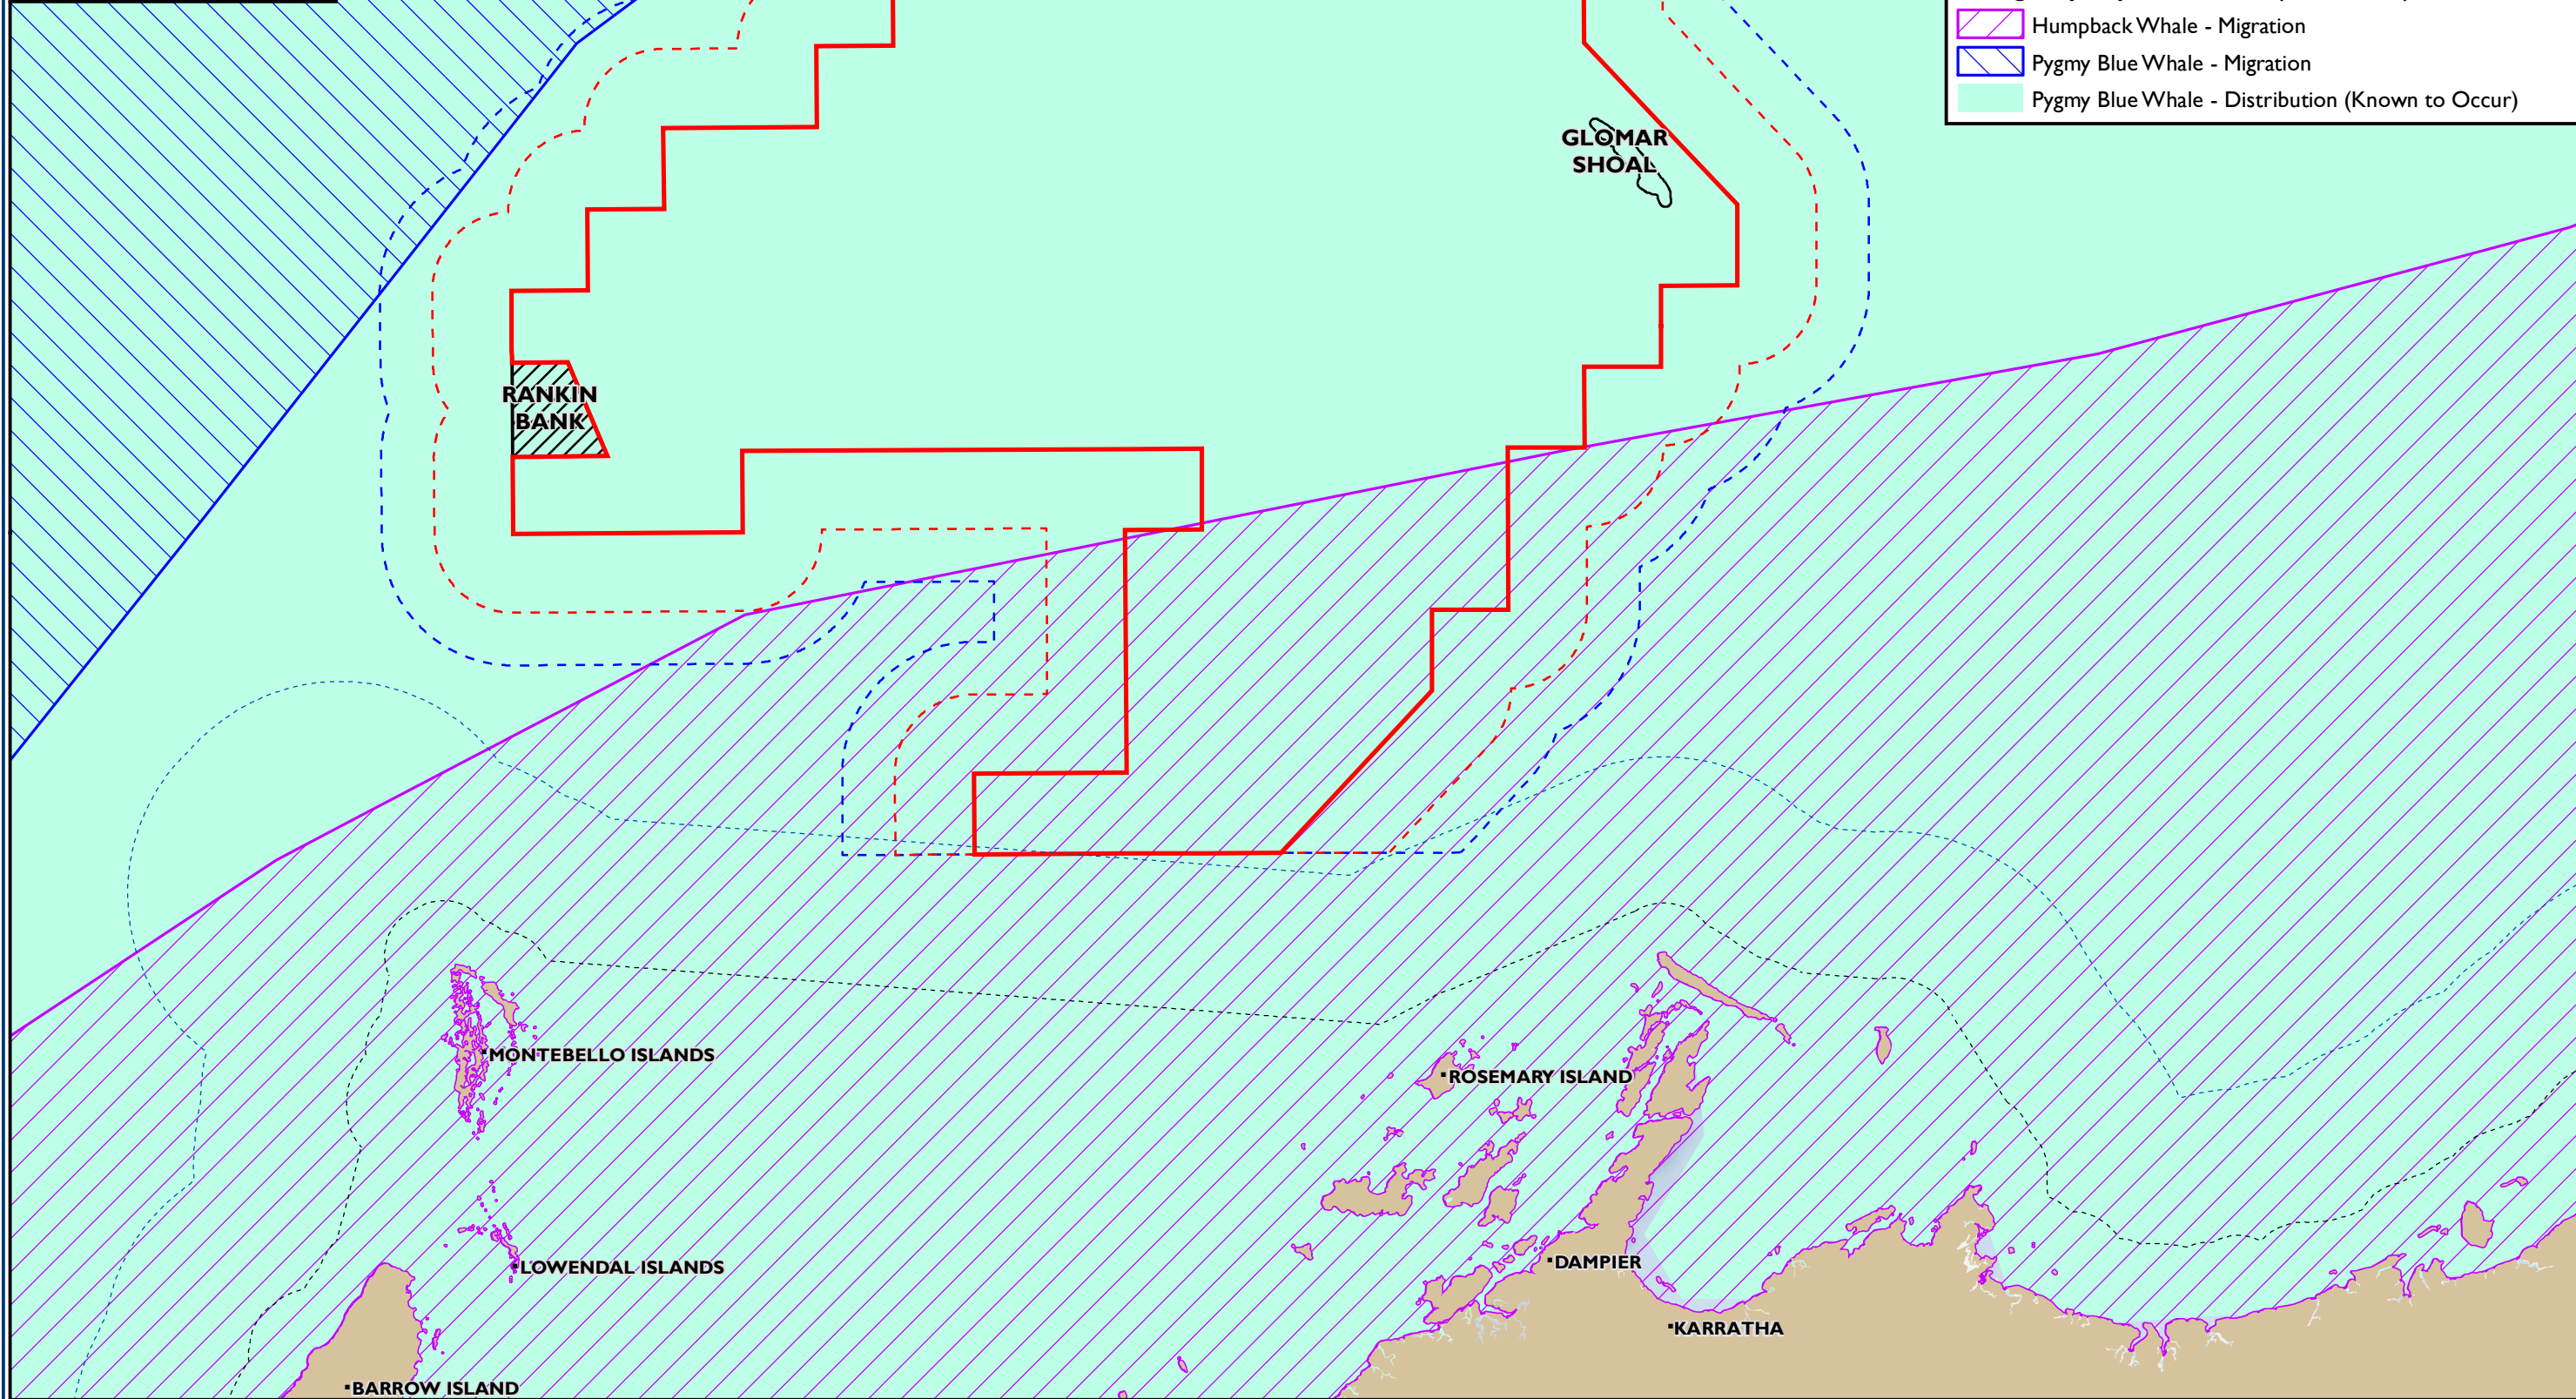 Humpback Whale - Migration
Pygmy Blue Whale - Migration
Pygmy Blue Whale - Distribution (Known to Occur)
GLOMAR
SHOAL
RANKIN
BANK
MONTEBELLO ISLANDS
ROSEMARY ISLAND
LOWENDAL ISLANDS
DAMPIER
KARRATHA
BARROW ISLAND